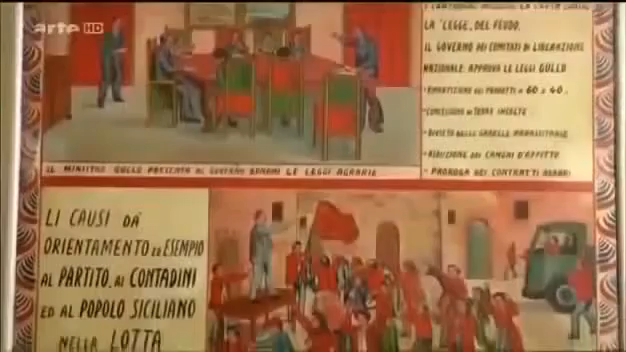 arte HD
LA "LEGGE, DEL FEUDO.
IL GOVERNO DEI COMITATI DI LIBERAZIONE
NAZIONALE APPROVA LE LEGGI GULLO
• RIPARTIZIONE DEI PRODOTTI A 60 A 40.
• CONCESSIONE DI TERRE INCOLTE.
• DIVIETO DELLE GABELLE PARASSITARIE
• RIDUZIONE DEI CANONI D'AFFITTO
• PROROGA DEI CONTRATTI AGRARI
IL MINISTRO GULLO PRESENTA AL GOVERNO BONOMI LE LEGGI AGRARIE
LI CAUSI DA'
ORIENTAMENTO ED ESEMPIO
AL PARTITO, AI CONTADINI
ED AL POPOLO SICILIANO
NELLA LOTTA